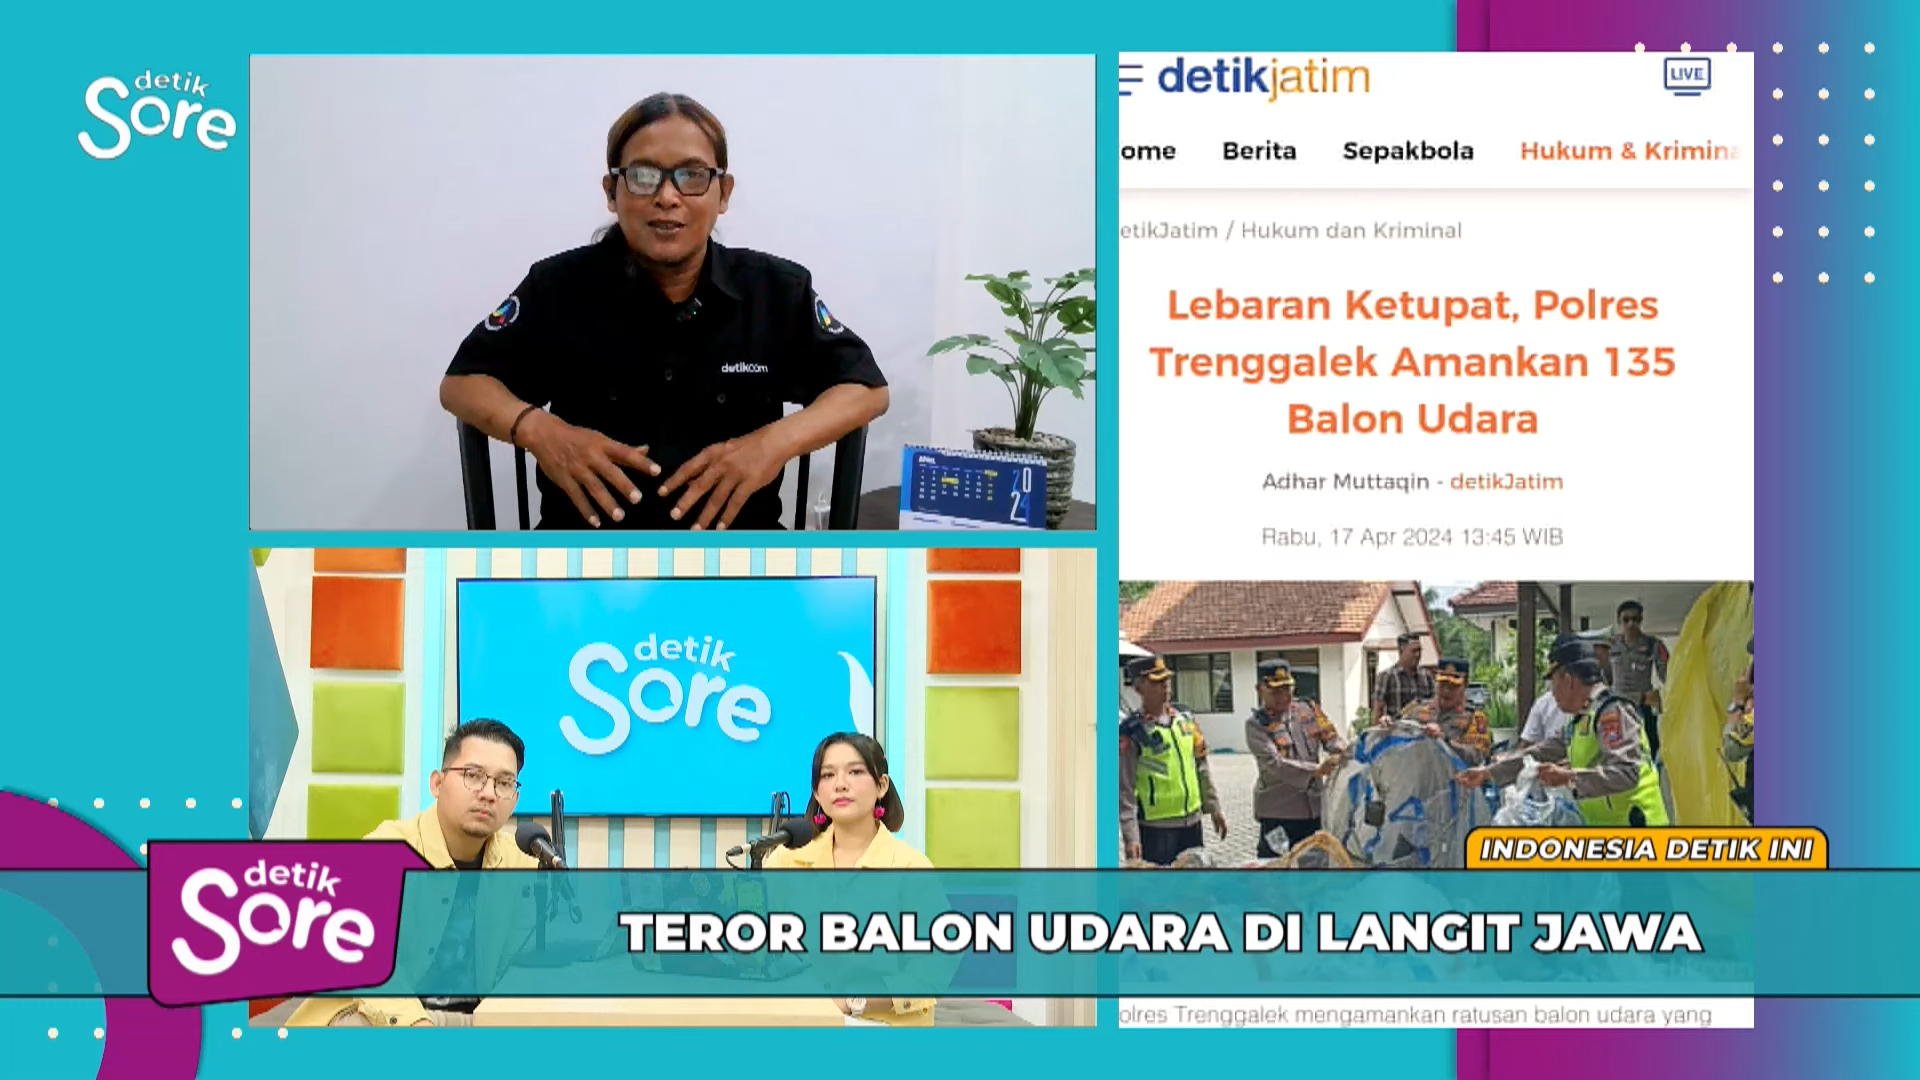 detik
Sore
detikcom
2024
detik
Sore
detikjatim
LIVE
ome Berita Sepakbola Hukum & Krimina
etikJatim / Hukum dan Kriminal
Lebaran Ketupat, Polres
Trenggalek Amankan 135
Balon Udara
Adhar Muttaqin - detikJatim
Rabu, 17 Apr 2024 13:45 WIB
INDONESIA DETIK INI
detik
Sore
TEROR BALON UDARA DI LANGIT JAWA
olres Trenggalek mengamankan ratusan balon udara yang